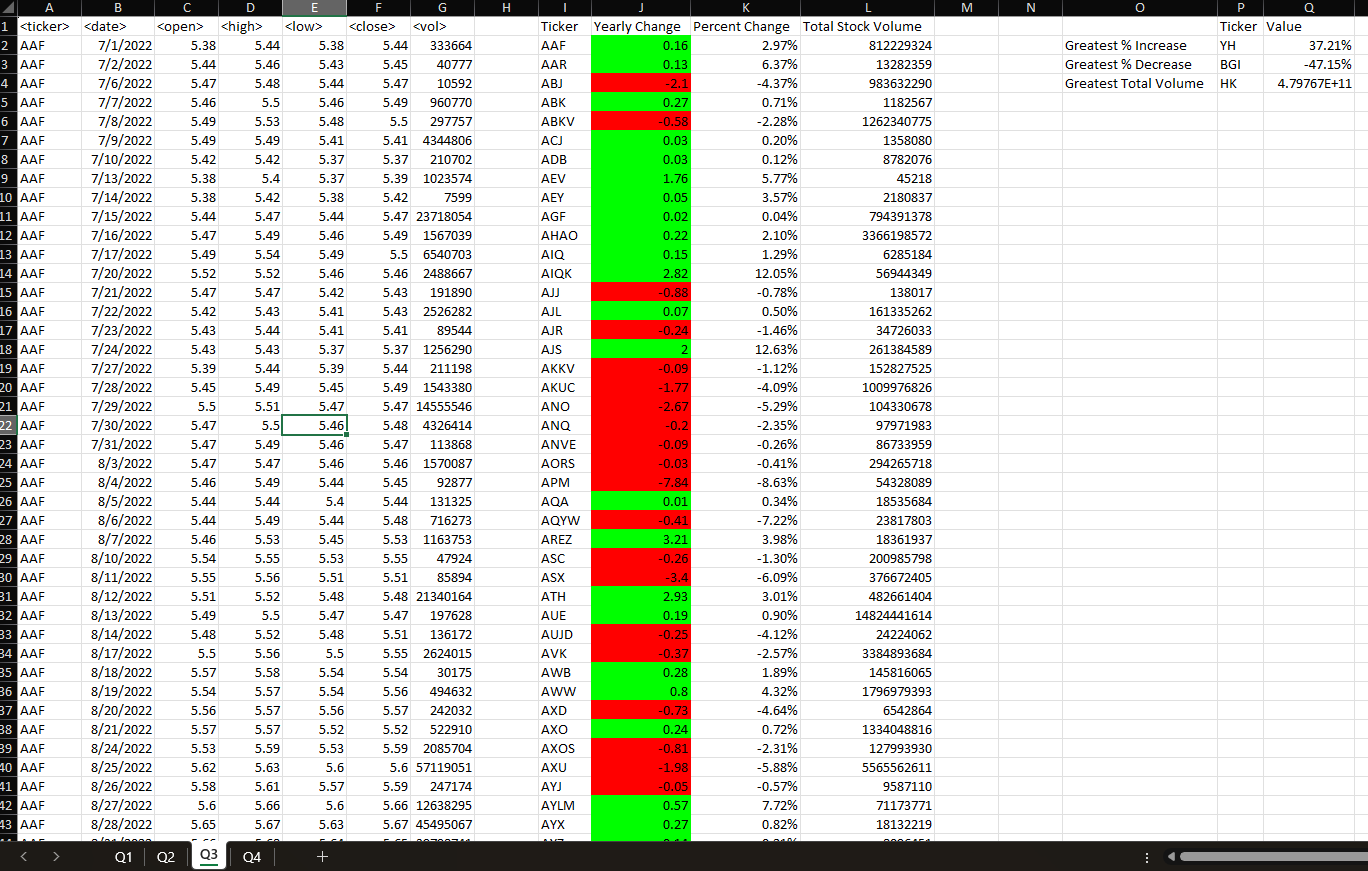 A B C D E F G H I J K L M N O P Q
1 <ticker> <date> <open> <high> <low> <close> <vol> Ticker Yearly Change Percent Change Total Stock Volume Ticker Value
2 AAF 7/1/2022 5.38 5.44 5.38 5.44 333664 AAF 0.16 2.97% 812229324 Greatest % Increase YH 37.21%
3 AAF 7/2/2022 5.44 5.46 5.43 5.45 40777 AAR 0.13 6.37% 13282359 Greatest % Decrease BGI -47.15%
4 AAF 7/6/2022 5.47 5.48 5.44 5.47 10592 ABJ -2.1 -4.37% 983632290 Greatest Total Volume HK 4.79767E+11
5 AAF 7/7/2022 5.46 5.5 5.46 5.49 960770 ABK 0.27 0.71% 1182567
6 AAF 7/8/2022 5.49 5.53 5.48 5.5 297757 ABKV -0.58 -2.28% 1262340775
7 AAF 7/9/2022 5.49 5.49 5.41 5.41 4344806 ACJ 0.03 0.20% 1358080
8 AAF 7/10/2022 5.42 5.42 5.37 5.37 210702 ADB 0.03 0.12% 8782076
9 AAF 7/13/2022 5.38 5.4 5.37 5.39 1023574 AEV 1.76 5.77% 45218
10 AAF 7/14/2022 5.38 5.42 5.38 5.42 7599 AEY 0.05 3.57% 2180837
11 AAF 7/15/2022 5.44 5.47 5.44 5.47 23718054 AGF 0.02 0.04% 794391378
12 AAF 7/16/2022 5.47 5.49 5.46 5.49 1567039 AHAO 0.22 2.10% 3366198572
13 AAF 7/17/2022 5.49 5.54 5.49 5.5 6540703 AIQ 0.15 1.29% 6285184
14 AAF 7/20/2022 5.52 5.52 5.46 5.46 2488667 AIQK 2.82 12.05% 56944349
15 AAF 7/21/2022 5.47 5.47 5.42 5.43 191890 AJJ -0.88 -0.78% 138017
16 AAF 7/22/2022 5.42 5.43 5.41 5.43 2526282 AJL 0.07 0.50% 161335262
17 AAF 7/23/2022 5.43 5.44 5.41 5.41 89544 AJR -0.24 -1.46% 34726033
18 AAF 7/24/2022 5.43 5.43 5.37 5.37 1256290 AJS 2 12.63% 261384589
19 AAF 7/27/2022 5.39 5.44 5.39 5.44 211198 AKKV -0.09 -1.12% 152827525
20 AAF 7/28/2022 5.45 5.49 5.45 5.49 1543380 AKUC -1.77 -4.09% 1009976826
21 AAF 7/29/2022 5.5 5.51 5.47 5.47 14555546 ANO -2.67 -5.29% 104330678
22 AAF 7/30/2022 5.47 5.5 5.46 5.48 4326414 ANQ -0.2 -2.35% 97971983
23 AAF 7/31/2022 5.47 5.49 5.46 5.47 113868 ANVE -0.09 -0.26% 86733959
24 AAF 8/3/2022 5.47 5.47 5.46 5.46 1570087 AORS -0.03 -0.41% 294265718
25 AAF 8/4/2022 5.46 5.49 5.44 5.45 92877 APM -7.84 -8.63% 54328089
26 AAF 8/5/2022 5.44 5.44 5.4 5.44 131325 AQA 0.01 0.34% 18535684
27 AAF 8/6/2022 5.44 5.49 5.44 5.48 716273 AQYW -0.41 -7.22% 23817803
28 AAF 8/7/2022 5.46 5.53 5.45 5.53 1163753 AREZ 3.21 3.98% 18361937
29 AAF 8/10/2022 5.54 5.55 5.53 5.55 47924 ASC -0.26 -1.30% 200985798
30 AAF 8/11/2022 5.55 5.56 5.51 5.51 85894 ASX -3.4 -6.09% 376672405
31 AAF 8/12/2022 5.51 5.52 5.48 5.48 21340164 ATH 2.93 3.01% 482661404
32 AAF 8/13/2022 5.49 5.5 5.47 5.47 197628 AUE 0.19 0.90% 14824441614
33 AAF 8/14/2022 5.48 5.52 5.48 5.51 136172 AUJD -0.25 -4.12% 24224062
34 AAF 8/17/2022 5.5 5.56 5.5 5.55 2624015 AVK -0.37 -2.57% 3384893684
35 AAF 8/18/2022 5.57 5.58 5.54 5.54 30175 AWB 0.28 1.89% 145816065
36 AAF 8/19/2022 5.54 5.57 5.54 5.56 494632 AWW 0.8 4.32% 1796979393
37 AAF 8/20/2022 5.56 5.57 5.56 5.57 242032 AXD -0.73 -4.64% 6542864
38 AAF 8/21/2022 5.57 5.57 5.52 5.52 522910 AXO 0.24 0.72% 1334048816
39 AAF 8/24/2022 5.53 5.59 5.53 5.59 2085704 AXOS -0.81 -2.31% 127993930
40 AAF 8/25/2022 5.62 5.63 5.6 5.6 57119051 AXU -1.98 -5.88% 5565562611
41 AAF 8/26/2022 5.58 5.61 5.57 5.59 247174 AYJ -0.05 -0.57% 9587110
42 AAF 8/27/2022 5.6 5.66 5.6 5.66 12638295 AYLM 0.57 7.72% 71173771
43 AAF 8/28/2022 5.65 5.67 5.63 5.67 45495067 AYX 0.27 0.82% 18132219
Q1 Q2 Q3 Q4